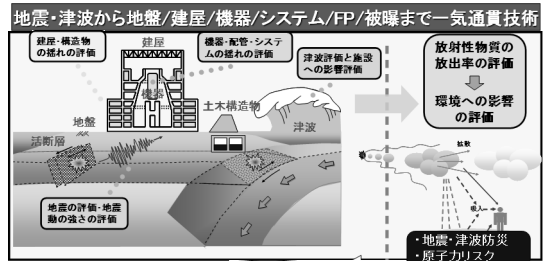 地震・津波から地盤/建屋/機器/システム/FP/被曝まで一気通貫技術
建屋・構造物
の揺れの評価
建屋
機器・配管・システ
ムの揺れの評価
津波評価と施設
への影響評価
放射性物質の
放出率の評価
環境への影響
の評価
機器
土木構造物
津波
地盤
活断層
地震の評価・地震
動の強さの評価
拡散
吸入
・地震・津波防災
・原子力リスク